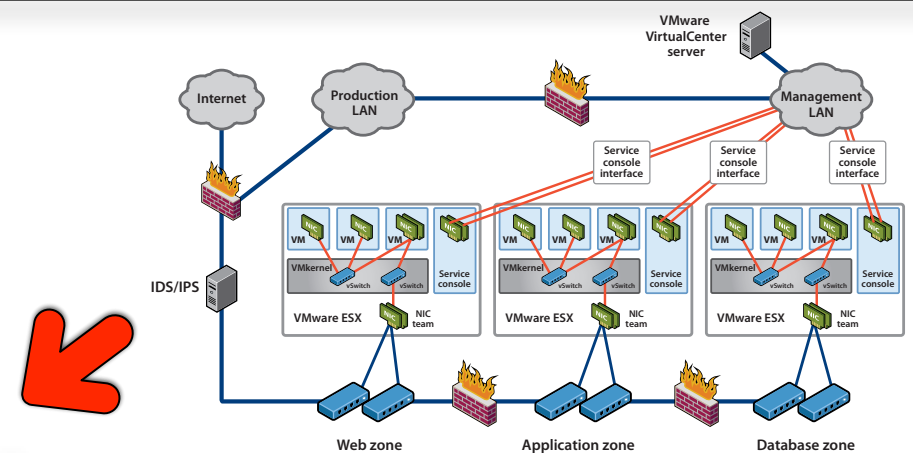 VMware
VirtualCenter
server
Internet
Production
LAN
Management
LAN
Service
console
interface
Service
console
interface
Service
console
interface
NIC
NIC
NIC
NIC
VM
VM
VM
VMkernel
vSwitch
Service
console
VMware ESX
NIC
NIC
team
NIC
NIC
NIC
NIC
VM
VM
VM
VMkernel
vSwitch
Service
console
VMware ESX
NIC
NIC
team
NIC
NIC
NIC
NIC
VM
VM
VM
VMkernel
vSwitch
Service
console
VMware ESX
NIC
NIC
team
IDS/IPS
Web zone
Application zone
Database zone